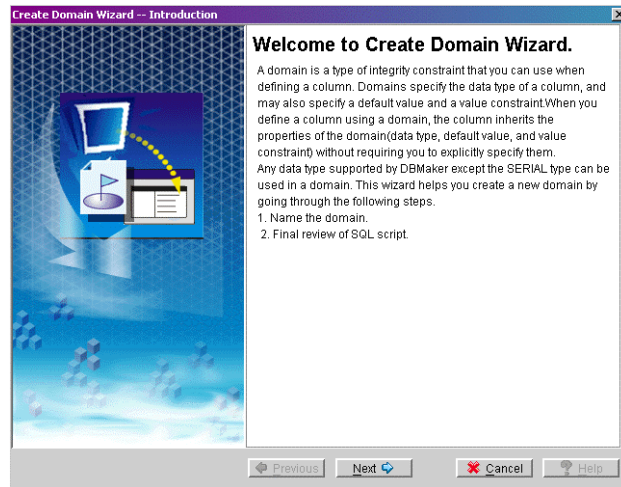 Create Domain Wizard -- Introduction
Welcome to Create Domain Wizard.
A domain is a type of integrity constraint that you can use when
defining a column. Domains specify the data type of a column, and
may also specify a default value and a value constraint.When you
define a column using a domain, the column inherits the
properties of the domain(data type, default value, and value
constraint) without requiring you to explicitly specify them.
Any data type supported by DBMaker except the SERIAL type can be
used in a domain. This wizard helps you create a new domain by
going through the following steps.
1. Name the domain.
2. Final review of SQL script.
Previous Next Cancel Help